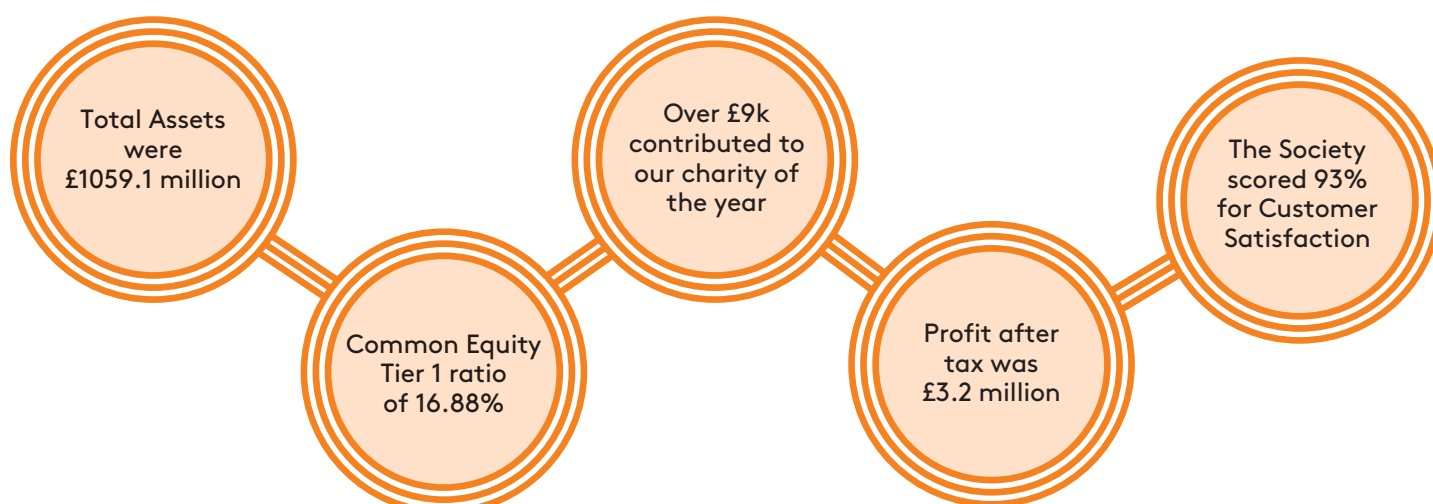 Total Assets
were
£1059.1 million
Common Equity
Tier 1 ratio
of 16.88%
Over £9k
contributed to
our charity of
the year
Profit after
tax was
£3.2 million
The Society
scored 93%
for Customer
Satisfaction